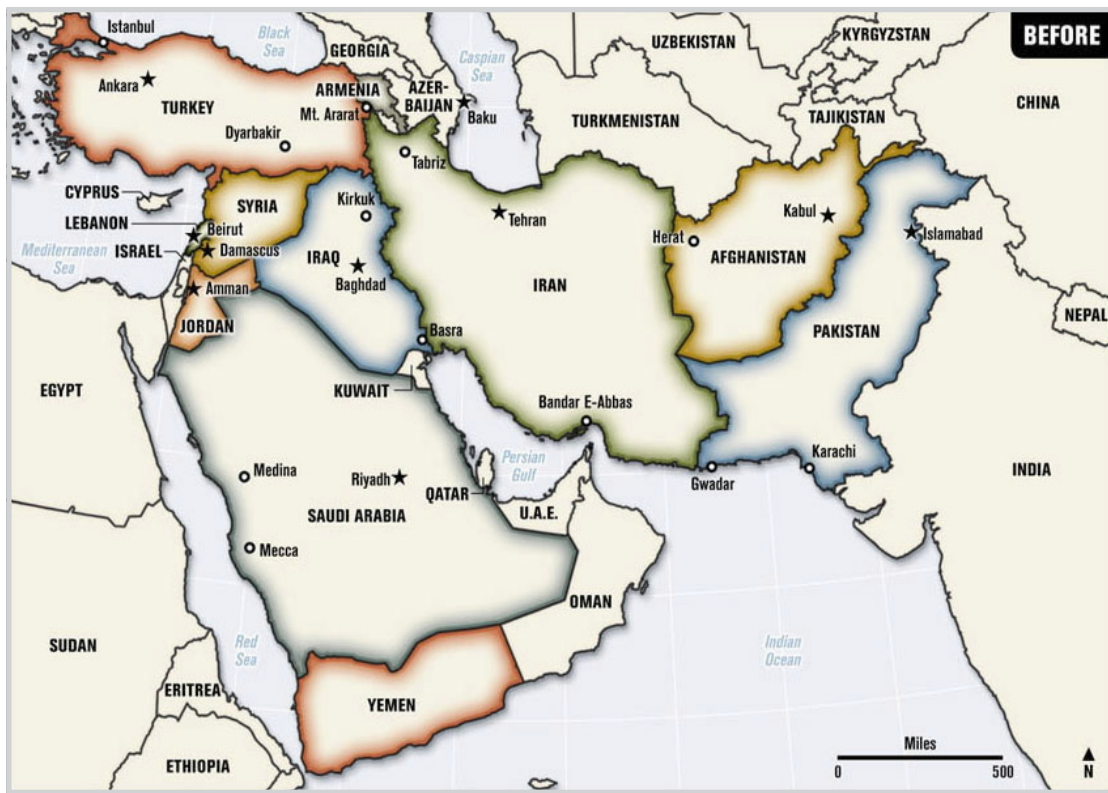 BEFORE
Istanbul
Black
Sea
GEORGIA
Caspian
Sea
UZBEKISTAN
KYRGYZSTAN
Ankara
TURKEY
ARMENIA
AZER-
BAIJAN
Mt. Ararat
Baku
TURKMENISTAN
TAJIKISTAN
CHINA
Dyarbakir
Tabriz
CYPRUS
SYRIA
Kirkuk
Tehran
Kabul
LEBANON
Beirut
Herat
Islamabad
Mediterranean
Sea
ISRAEL
Damascus
IRAQ
Baghdad
AFGHANISTAN
IRAN
Amman
JORDAN
Basra
PAKISTAN
NEPAL
EGYPT
KUWAIT
Bandar E-Abbas
Medina
Riyadh
Persian
Gulf
Karachi
Gwadar
INDIA
QATAR
SAUDI ARABIA
U.A.E.
Mecca
OMAN
SUDAN
Red
Sea
Indian
Ocean
ERITREA
YEMEN
Miles
0
500
N
ETHIOPIA